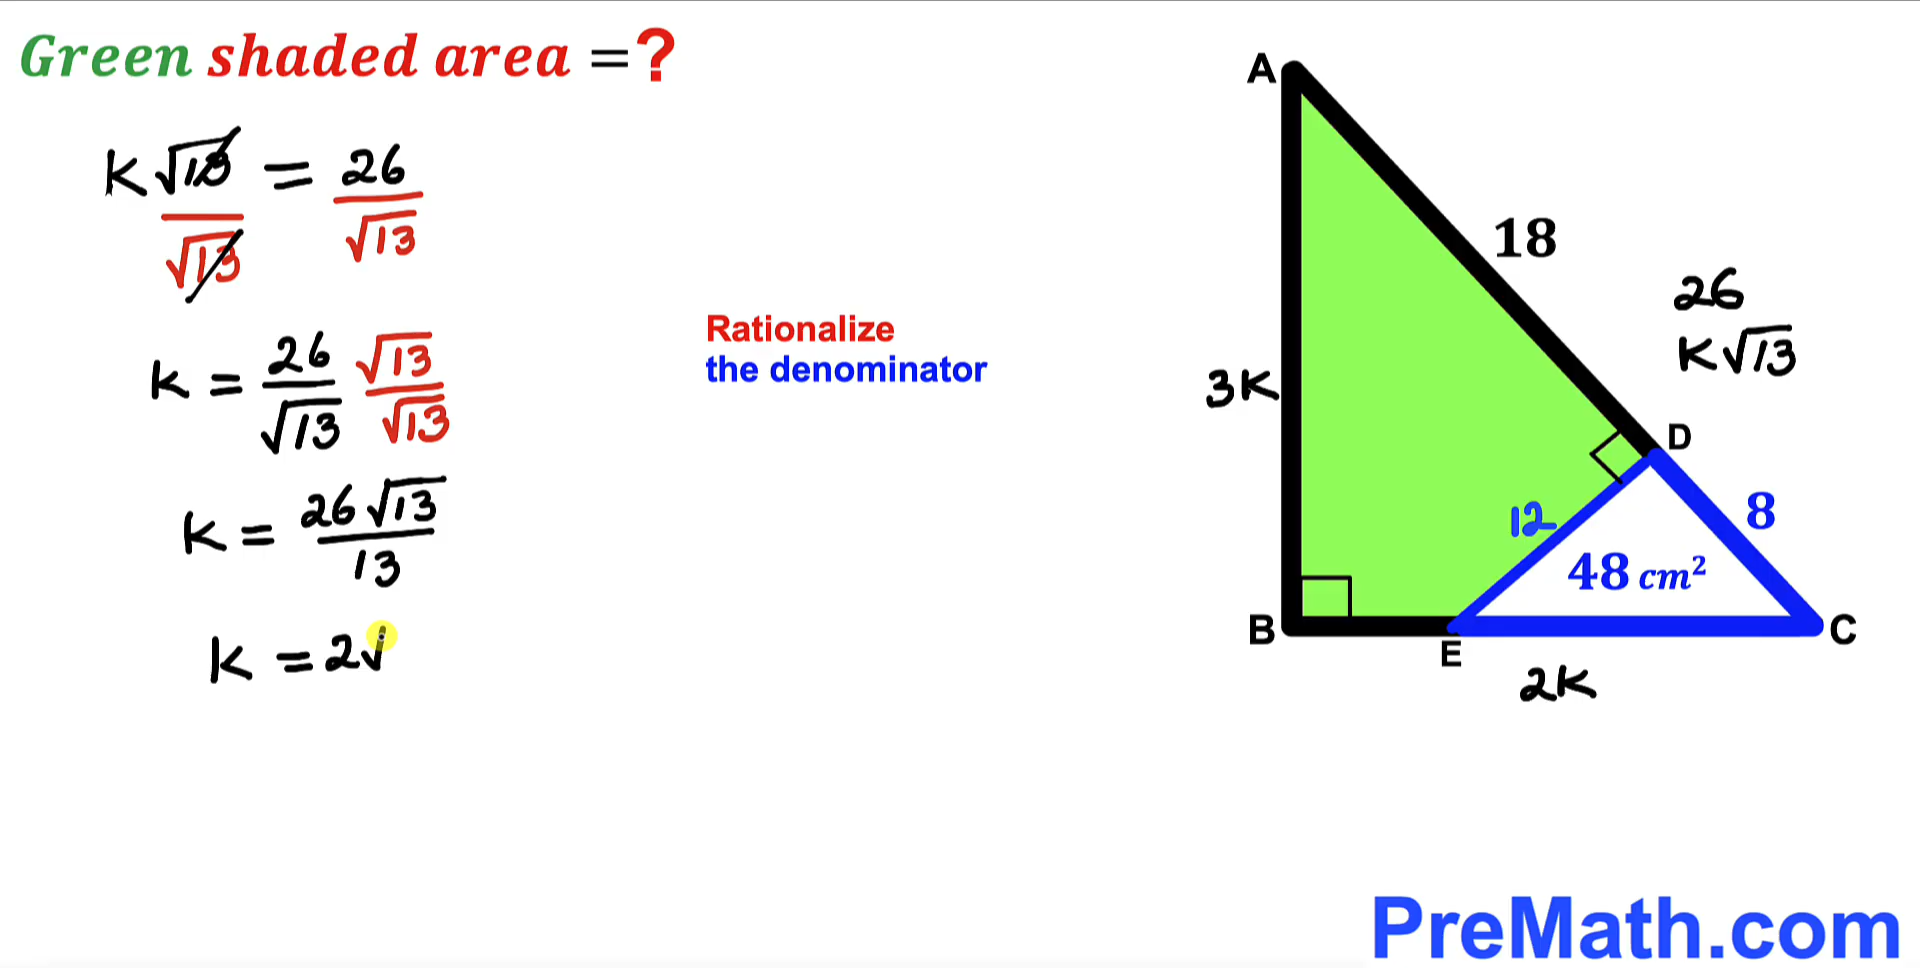 Green shaded area =?
K√13 = 26
√13 √13
K = 26 √13
√13 √13
K = 26√13
13
K = 2√
Rationalize
the denominator
A
18
26
K√13
3K
D
12
8
48 cm²
B
E
C
2K
PreMath.com